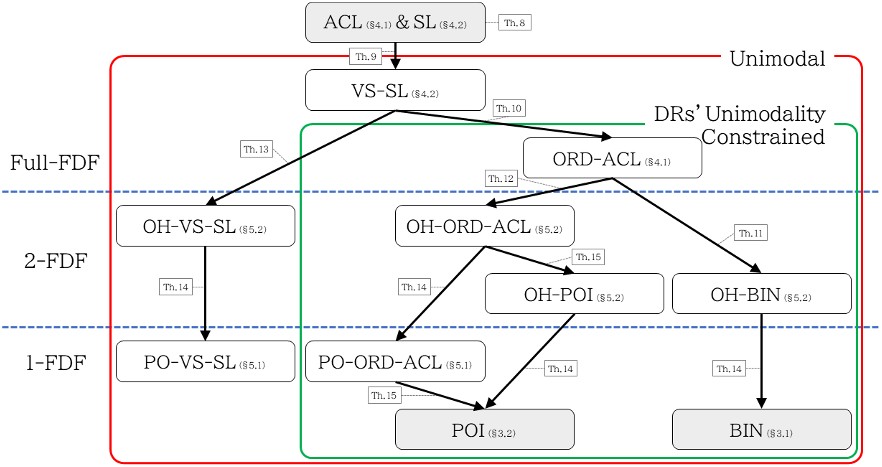 ACL (§4.1) & SL (§4.2)
Th.8
Th.9
Unimodal
VS-SL (§4.2)
Th.10
DRs' Unimodality
Constrained
Th.13
Full-FDF
ORD-ACL (§4.1)
Th.12
OH-VS-SL (§5.2)
OH-ORD-ACL (§5.2)
Th.11
2-FDF
Th.15
Th.14
Th.14
OH-POI (§5.2)
OH-BIN (§5.2)
1-FDF
PO-VS-SL (§5.1)
PO-ORD-ACL (§5.1)
Th.14
Th.14
Th.15
POI (§3.2)
BIN (§3.1)